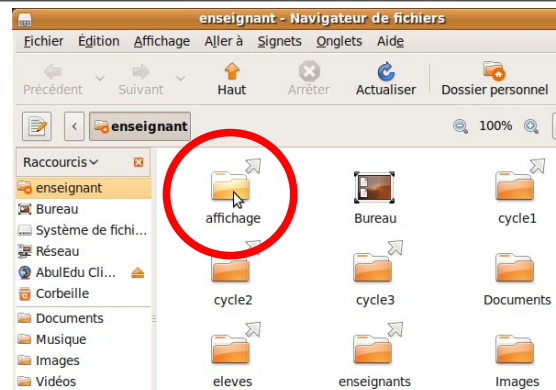 enseignant - Navigateur de fichiers
Fichier Édition Affichage Aller à Signets Onglets Aide
Précédent Suivant Haut Arrêter Actualiser Dossier personnel
enseignant 100%
Raccourcis
enseignant
Bureau
Système de fichi...
Réseau
AbulEdu Cli...
Corbeille
Documents
Musique
Images
Vidéos
affichage Bureau cycle1
cycle2 cycle3 Documents
eleves enseignants Images